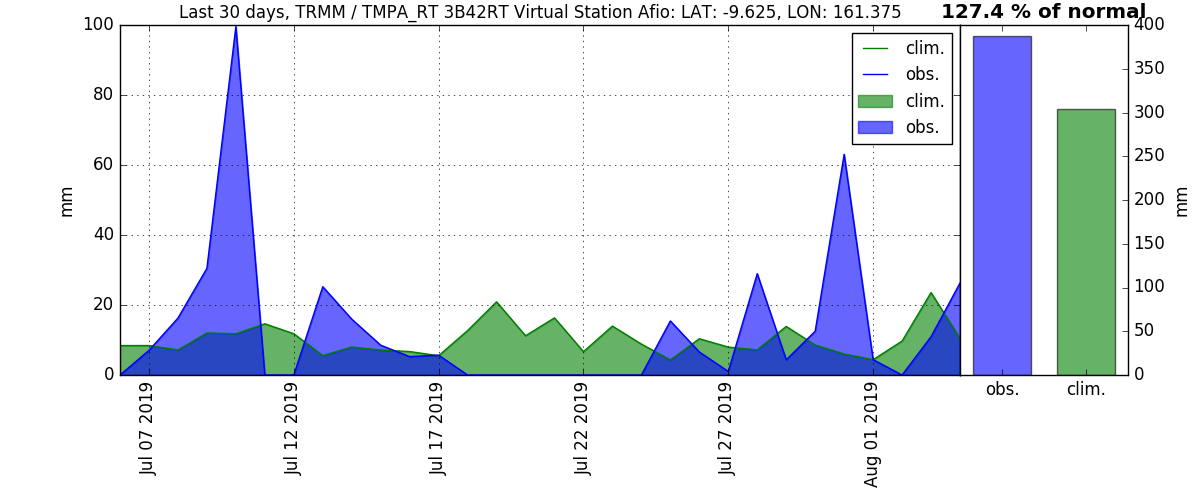 Last 30 days, TRMM / TMPA_RT 3B42RT Virtual Station Afio: LAT: -9.625, LON: 161.375
127.4 % of normal
100
80
60
40
20
0
mm
clim.
obs.
clim.
obs.
400
350
300
250
200
150
100
50
0
mm
Jul 07 2019
Jul 12 2019
Jul 17 2019
Jul 22 2019
Jul 27 2019
Aug 01 2019
obs.
clim.